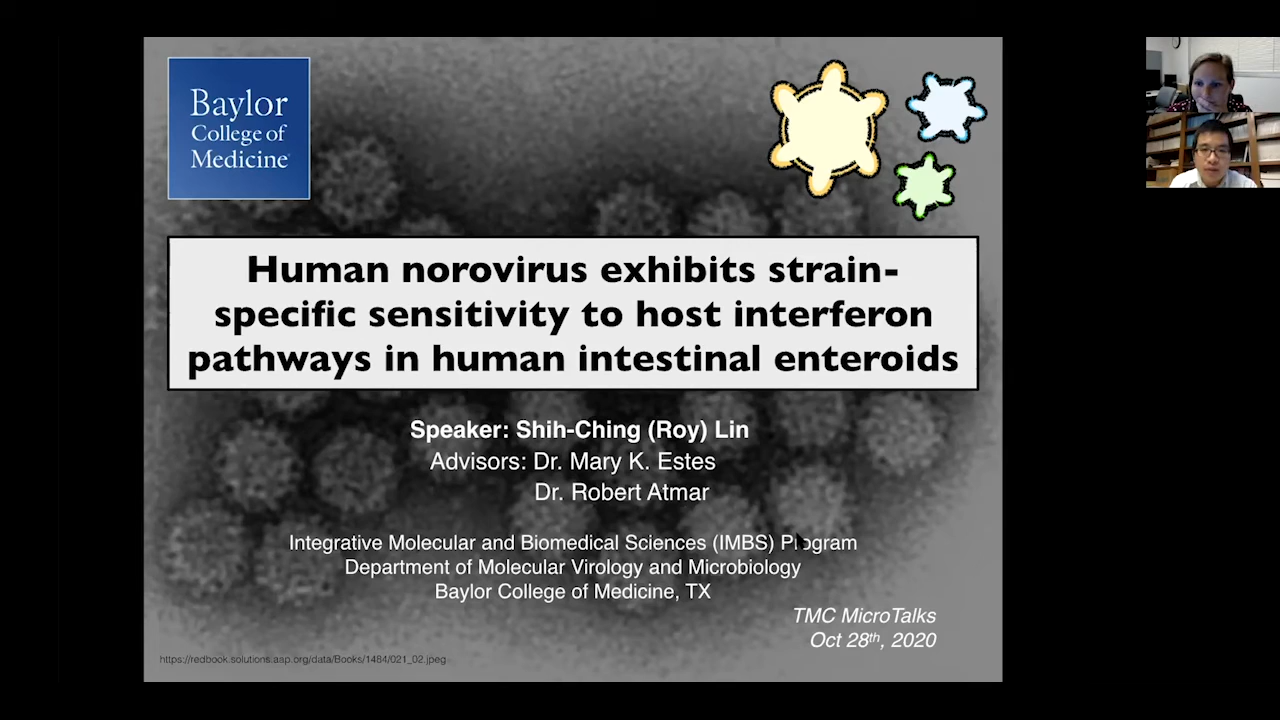 Baylor
College of
Medicine
Human norovirus exhibits strain-
specific sensitivity to host interferon
pathways in human intestinal enteroids
Speaker: Shih-Ching (Roy) Lin
Advisors: Dr. Mary K. Estes
Dr. Robert Atmar
Integrative Molecular and Biomedical Sciences (IMBS) Program
Department of Molecular Virology and Microbiology
Baylor College of Medicine, TX
TMC MicroTalks
Oct 28th, 2020
https://redbook.solutions.aap.org/data/Books/1484/021_02.jpeg